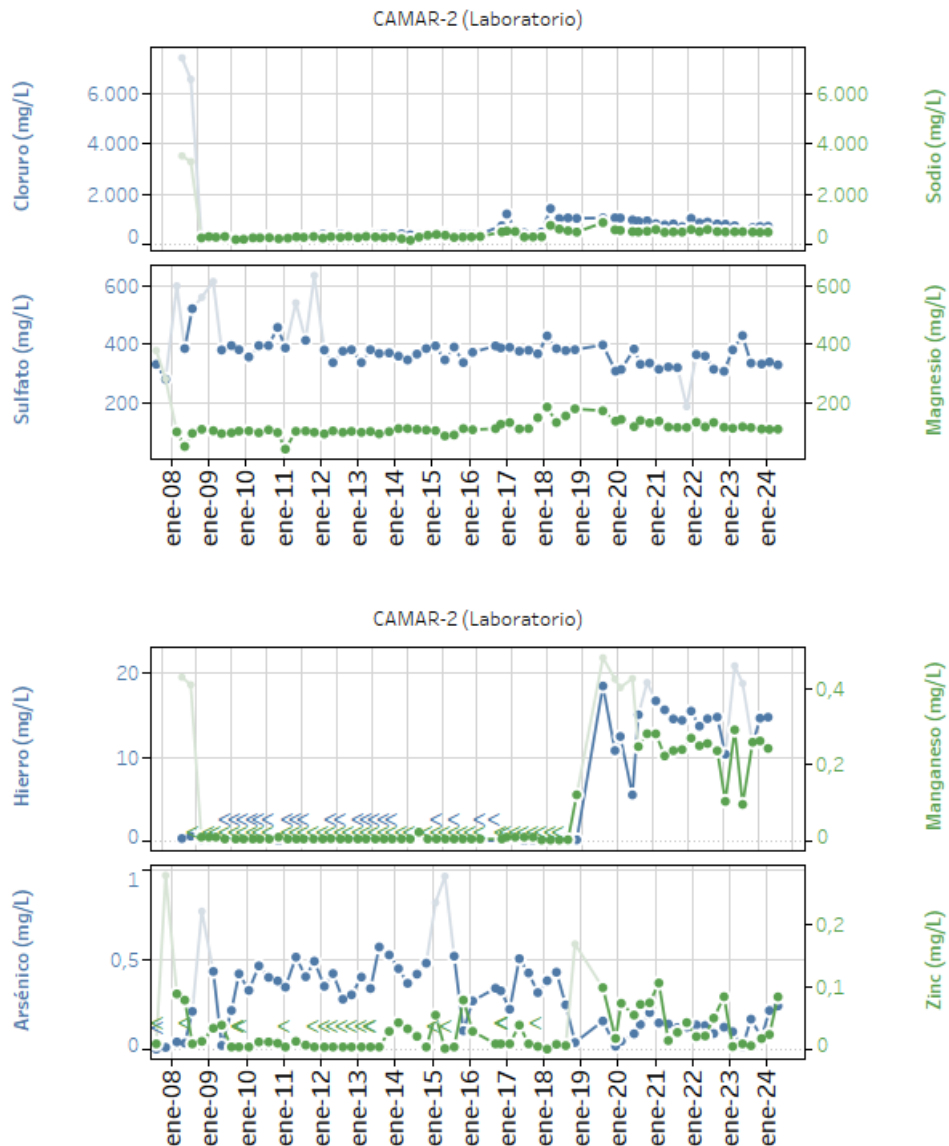 CAMAR-2 (Laboratorio)
Cloruro (mg/L)
6.000
4.000
2.000
0
6.000
4.000
2.000
0
Sodio (mg/L)
Sulfato (mg/L)
600
400
200
600
400
200
Magnesio (mg/L)
ene-08
ene-09
ene-10
ene-11
ene-12
ene-13
ene-14
ene-15
ene-16
ene-17
ene-18
ene-19
ene-20
ene-21
ene-22
ene-23
ene-24
CAMAR-2 (Laboratorio)
Hierro (mg/L)
20
10
0
0,4
0,2
0
Manganeso (mg/L)
Arsénico (mg/L)
1
0,5
0
0,2
0,1
0
Zinc (mg/L)
ene-08
ene-09
ene-10
ene-11
ene-12
ene-13
ene-14
ene-15
ene-16
ene-17
ene-18
ene-19
ene-20
ene-21
ene-22
ene-23
ene-24